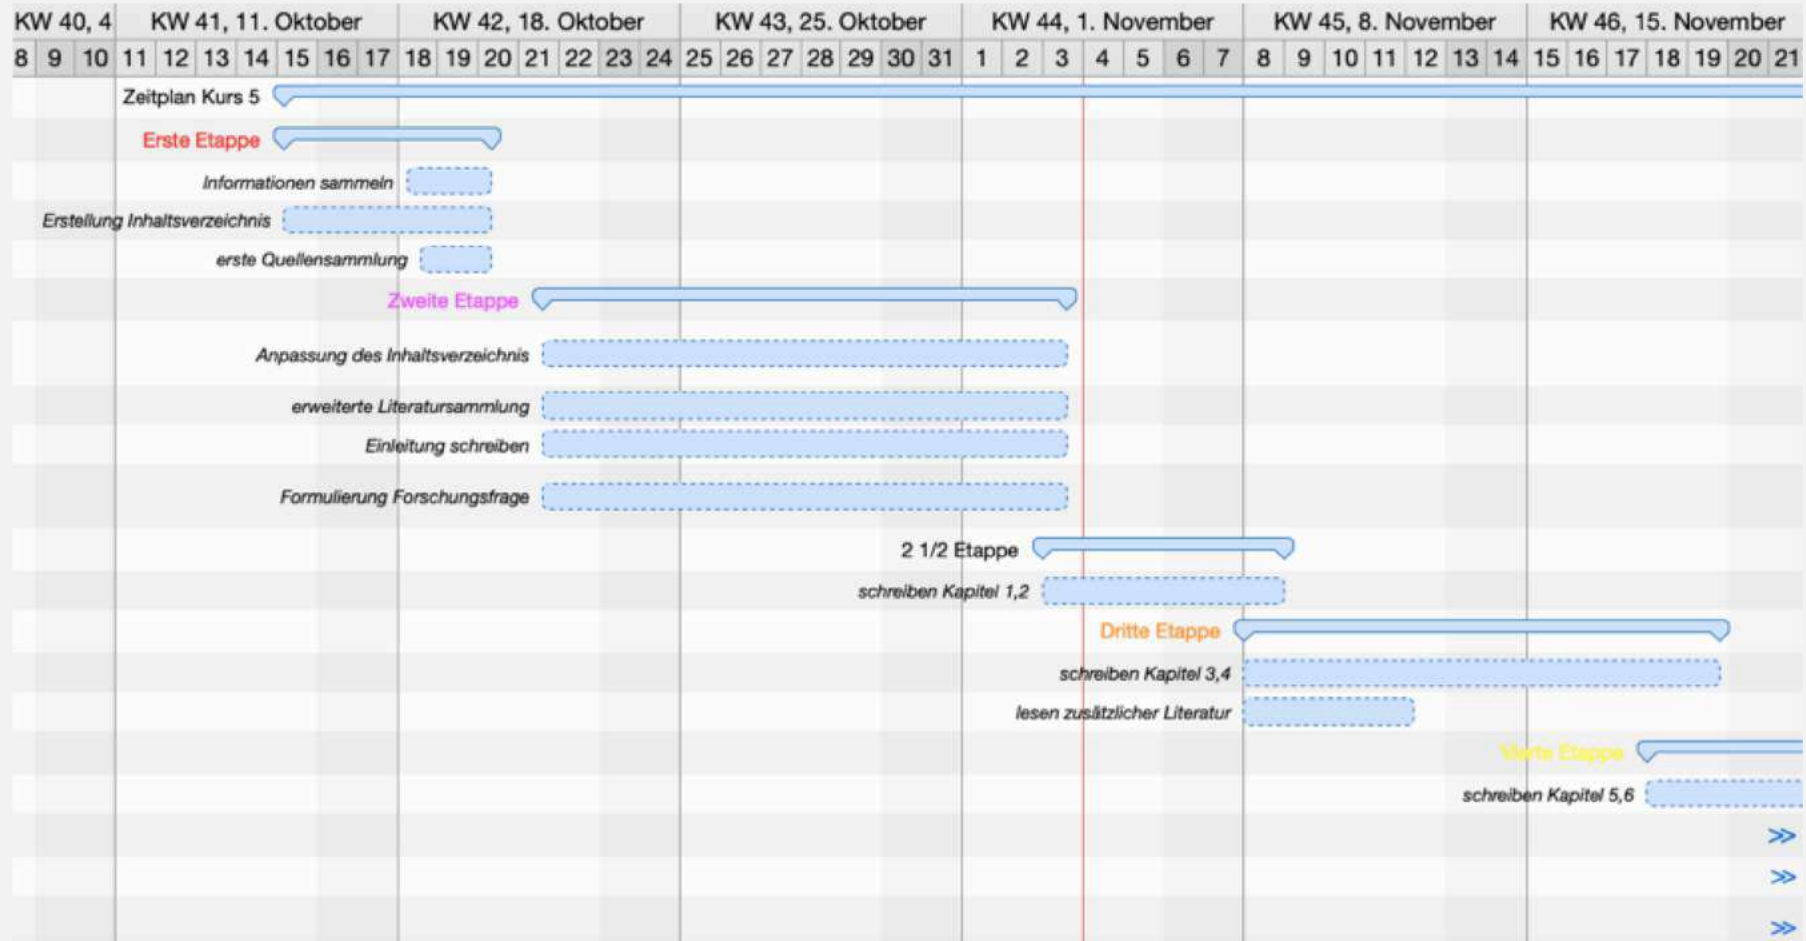 KW 40, 4 KW 41, 11. Oktober KW 42, 18. Oktober KW 43, 25. Oktober KW 44, 1. November KW 45, 8. November KW 46, 15. November
8 9 10 11 12 13 14 15 16 17 18 19 20 21 22 23 24 25 26 27 28 29 30 31 1 2 3 4 5 6 7 8 9 10 11 12 13 14 15 16 17 18 19 20 21
Zeitplan Kurs 5
Erste Etappe
Informationen sammeln
Erstellung Inhaltsverzeichnis
erste Quellensammlung
Zweite Etappe
Anpassung des Inhaltsverzeichnis
erweiterte Literatursammlung
Einleitung schreiben
Formulierung Forschungsfrage
2 1/2 Etappe
schreiben Kapitel 1,2
Dritte Etappe
schreiben Kapitel 3,4
lesen zusätzlicher Literatur
Vierte Etappe
schreiben Kapitel 5,6